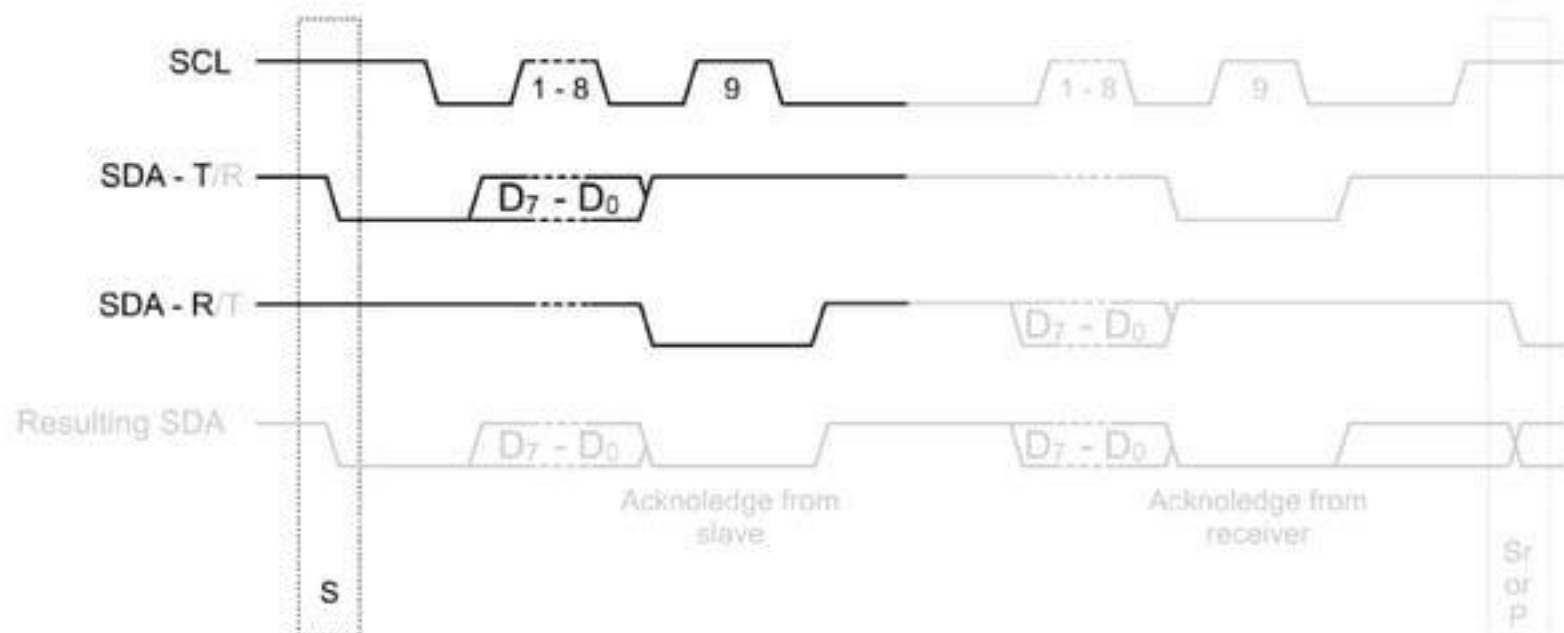 SCL
1 - 8
9
1 - 8
9
SDA - T/R
D₇ - D₀
SDA - R/T
D₇ - D₀
Resulting SDA
D₇ - D₀
D₇ - D₀
Acknoledge from
slave
Acknoledge from
receiver
S
Sr
or
P